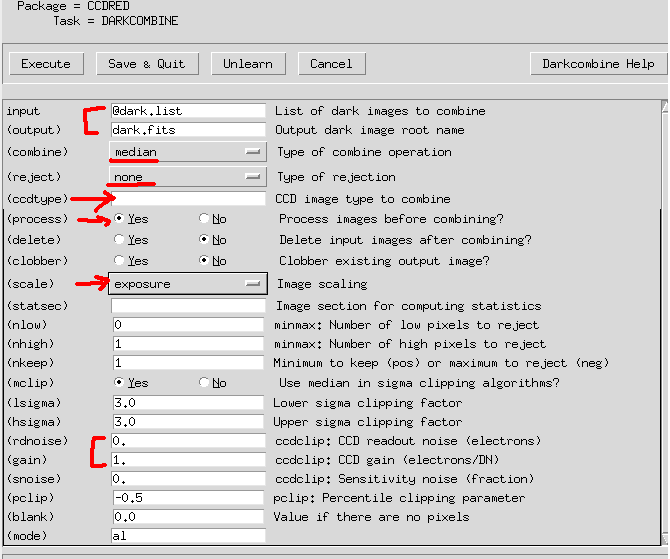 Package = CCDRED
Task = DARKCOMBINE
Execute Save & Quit Unlearn Cancel Darkcombine Help
input @dark.list List of dark images to combine
(output) dark.fits Output dark image root name
(combine) median Type of combine operation
(reject) none Type of rejection
(ccdtype) CCD image type to combine
(process) Yes No Process images before combining?
(delete) Yes No Delete input images after combining?
(clobber) Yes No Clobber existing output image?
(scale) exposure Image scaling
(statsec) Image section for computing statistics
(nlow) 0 minmax: Number of low pixels to reject
(nhigh) 1 minmax: Number of high pixels to reject
(nkeep) 1 Minimum to keep (pos) or maximum to reject (neg)
(mclip) Yes No Use median in sigma clipping algorithms?
(lsigma) 3.0 Lower sigma clipping factor
(hsigma) 3.0 Upper sigma clipping factor
(rdnoise) 0. ccdclip: CCD readout noise (electrons)
(gain) 1. ccdclip: CCD gain (electrons/DN)
(snoise) 0. ccdclip: Sensitivity noise (fraction)
(pclip) -0.5 pclip: Percentile clipping parameter
(blank) 0.0 Value if there are no pixels
(mode) al